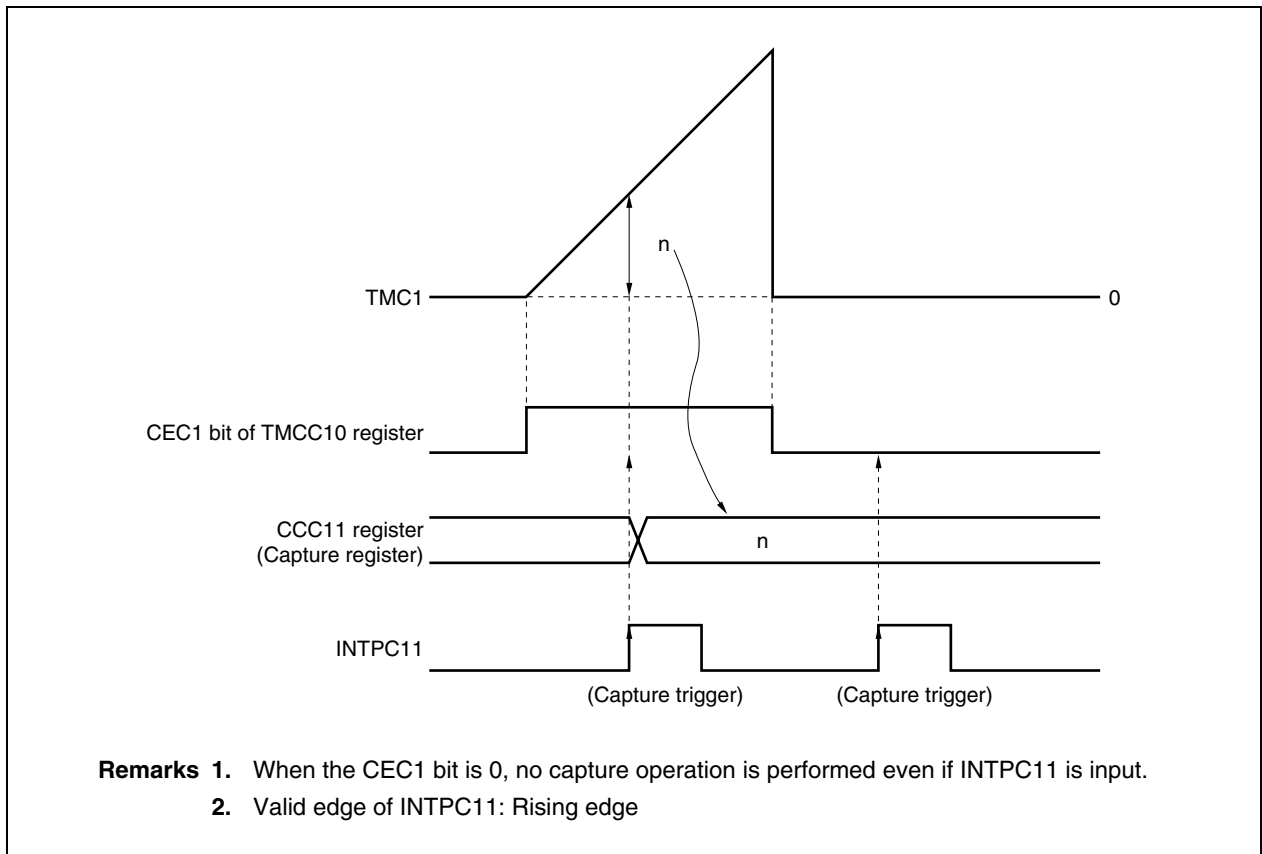 n
TMC1
0
CEC1 bit of TMCC10 register
CCC11 register
(Capture register)
n
INTPC11
(Capture trigger) (Capture trigger)
Remarks 1. When the CEC1 bit is 0, no capture operation is performed even if INTPC11 is input.
2. Valid edge of INTPC11: Rising edge